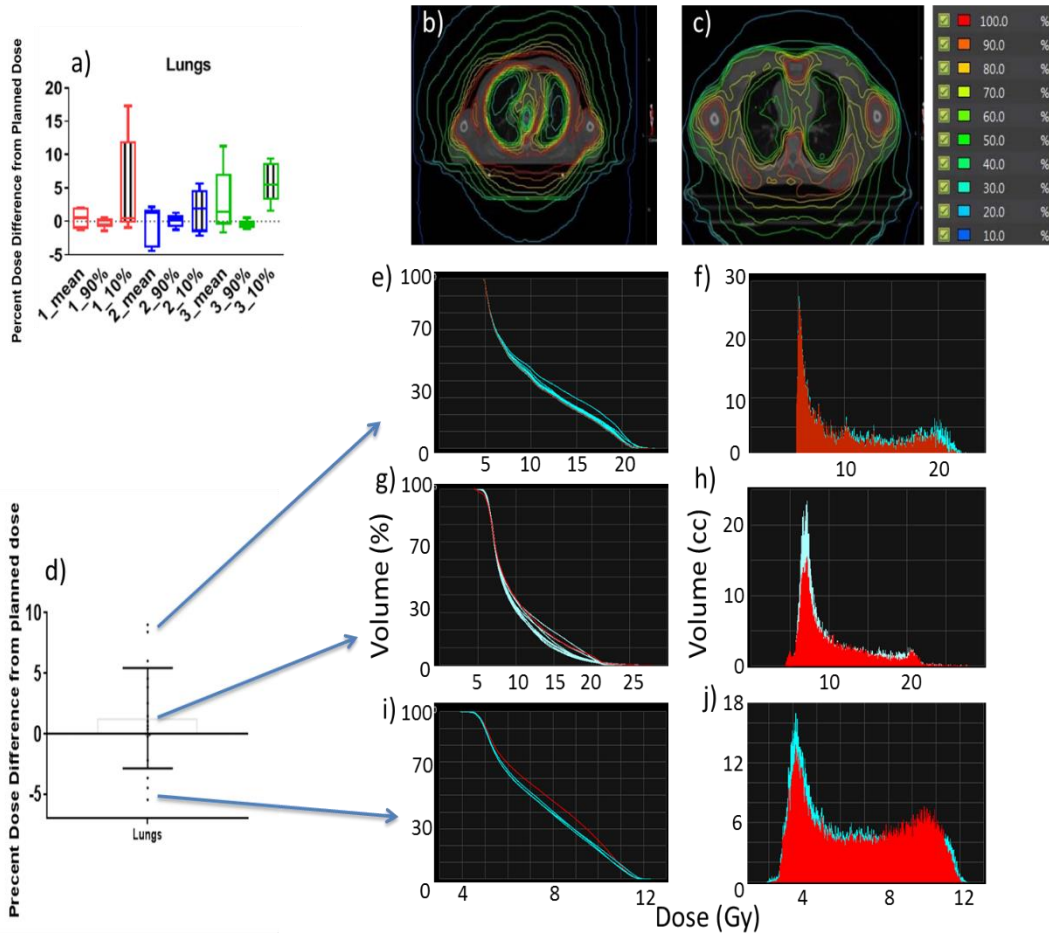 a)
Lungs
Percent Dose Difference from Planned Dose
20
15
10
5
0
-5
1_mean
1_90%
1_10%
2_mean
2_90%
2_10%
3_mean
3_90%
3_10%
b)
c)
100.0 %
90.0 %
80.0 %
70.0 %
60.0 %
50.0 %
40.0 %
30.0 %
20.0 %
10.0 %
d)
Precent Dose Difference from planned dose
10
5
0
-5
Lungs
e)
100
70
30
0
5 10 15 20
f)
30
20
10
0
10 20
g)
100
70
30
0
Volume (%)
5 10 15 20 25
h)
20
10
0
Volume (cc)
10 20
i)
100
70
30
0
4 6 8 10 12
j)
18
12
6
0
4 8 12
Dose (Gy)